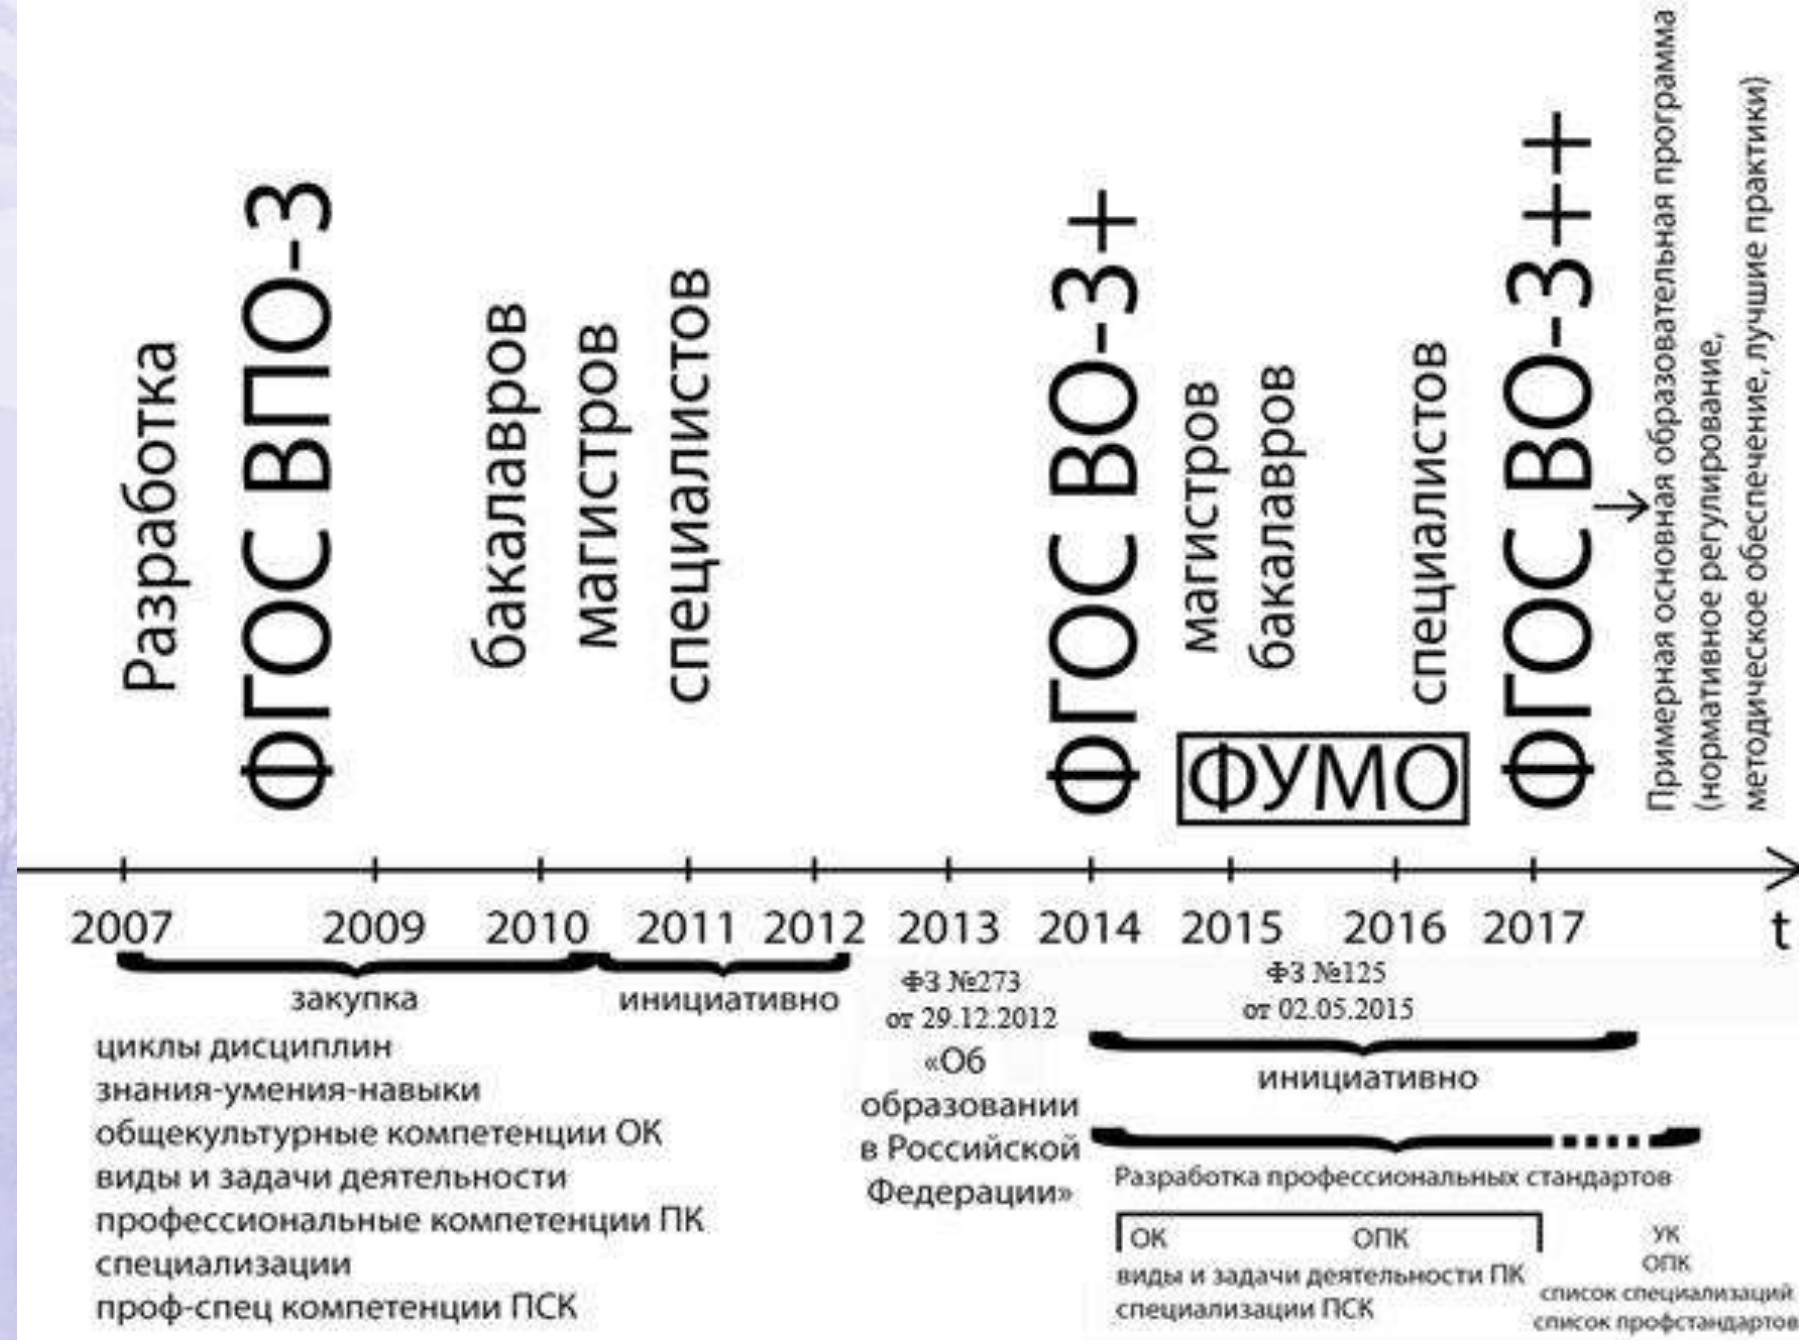 Разработка
ФГОС ВПО-3
бакалавров
магистров
специалистов
ФГОС ВО-3+
магистров
бакалавров
специалистов
ФУМО
ФГОС ВО-3++
Примерная основная образовательная программа
(нормативное регулирование,
методическое обеспечение, лучшие практики)
2007 2009 2010 2011 2012 2013 2014 2015 2016 2017 t
закупка
инициативно
циклы дисциплин
знания-умения-навыки
общекультурные компетенции ОК
виды и задачи деятельности
профессиональные компетенции ПК
специализации
проф-спец компетенции ПСК
ФЗ №273
от 29.12.2012
«Об
образовании
в Российской
Федерации»
ФЗ №125
от 02.05.2015
инициативно
Разработка профессиональных стандартов
ОК ОПК
виды и задачи деятельности ПК
специализации ПСК
УК
ОПК
список специализаций
список профстандартов